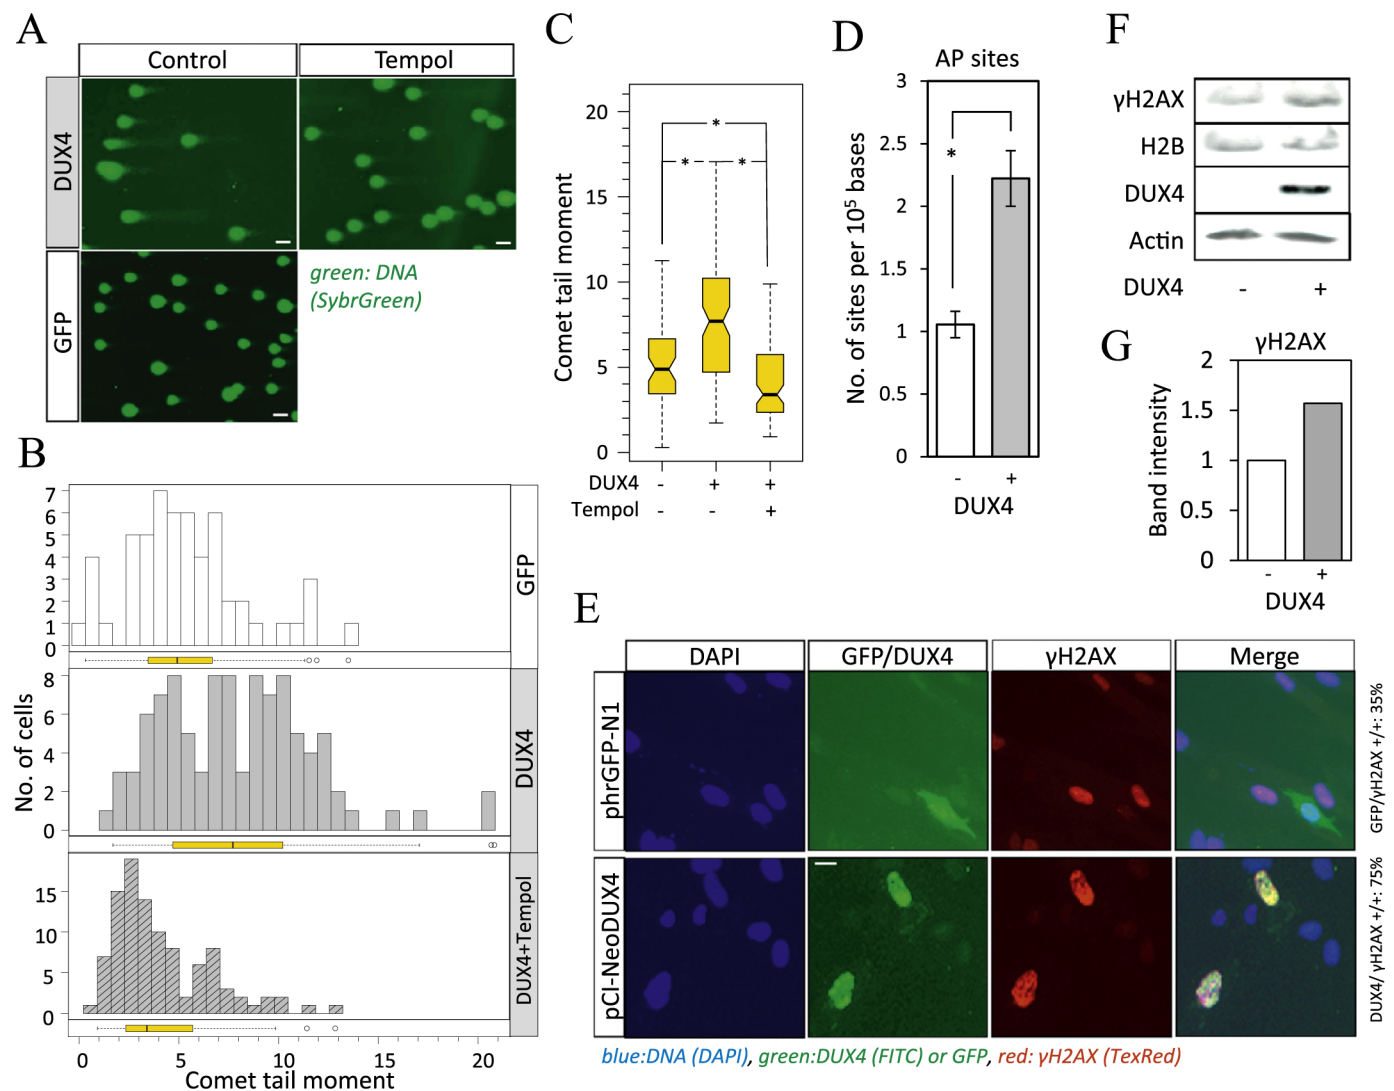 A
Control
Tempol
DUX4
GFP
green: DNA
(SybrGreen)
B
7
6
5
4
3
2
1
0
GFP
8
6
4
2
0
DUX4
15
10
5
0
DUX4+Tempol
No. of cells
0 5 10 15 20
Comet tail moment
C
20
15
10
5
0
Comet tail moment
*
* *
DUX4 - + +
Tempol - - +
D
AP sites
3
2.5
2
1.5
1
0.5
0
No. of sites per 10⁵ bases
*
- +
DUX4
F
γH2AX
H2B
DUX4
Actin
DUX4 - +
G
γH2AX
2
1.5
1
0.5
0
Band intensity
- +
DUX4
E
DAPI
GFP/DUX4
γH2AX
Merge
phrGFP-N1
GFP/γH2AX +/+: 35%
pCI-NeoDUX4
DUX4/ γH2AX +/+: 75%
blue:DNA (DAPI), green:DUX4 (FITC) or GFP, red: γH2AX (TexRed)